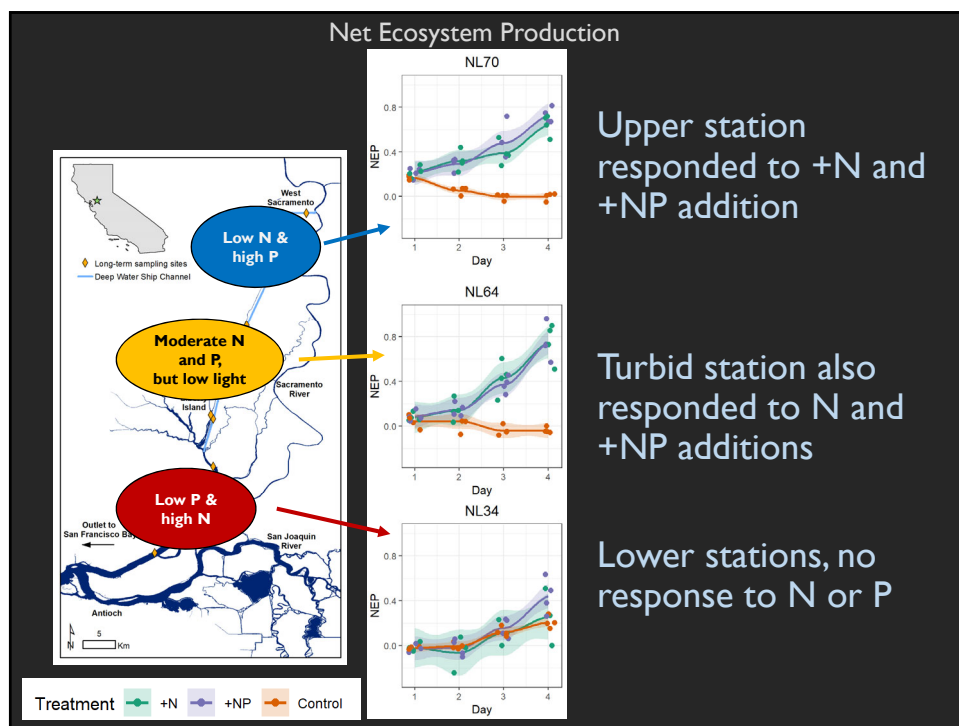 Net Ecosystem Production
NL70
0.8
0.4
0.0
NEP
1 2 3 4
Day
Upper station
responded to +N and
+NP addition
West
Sacramento
Long-term sampling sites
Deep Water Ship Channel
Low N &
high P
Moderate N
and P,
but low light
Island
Sacramento
River
Low P &
high N
Outlet to
San Francisco Bay
San Joaquin
River
Antioch
N
5
Km
NL64
0.8
0.4
0.0
NEP
1 2 3 4
Day
Turbid station also
responded to N and
+NP additions
NL34
0.8
0.4
0.0
NEP
1 2 3 4
Day
Lower stations, no
response to N or P
Treatment +N +NP Control